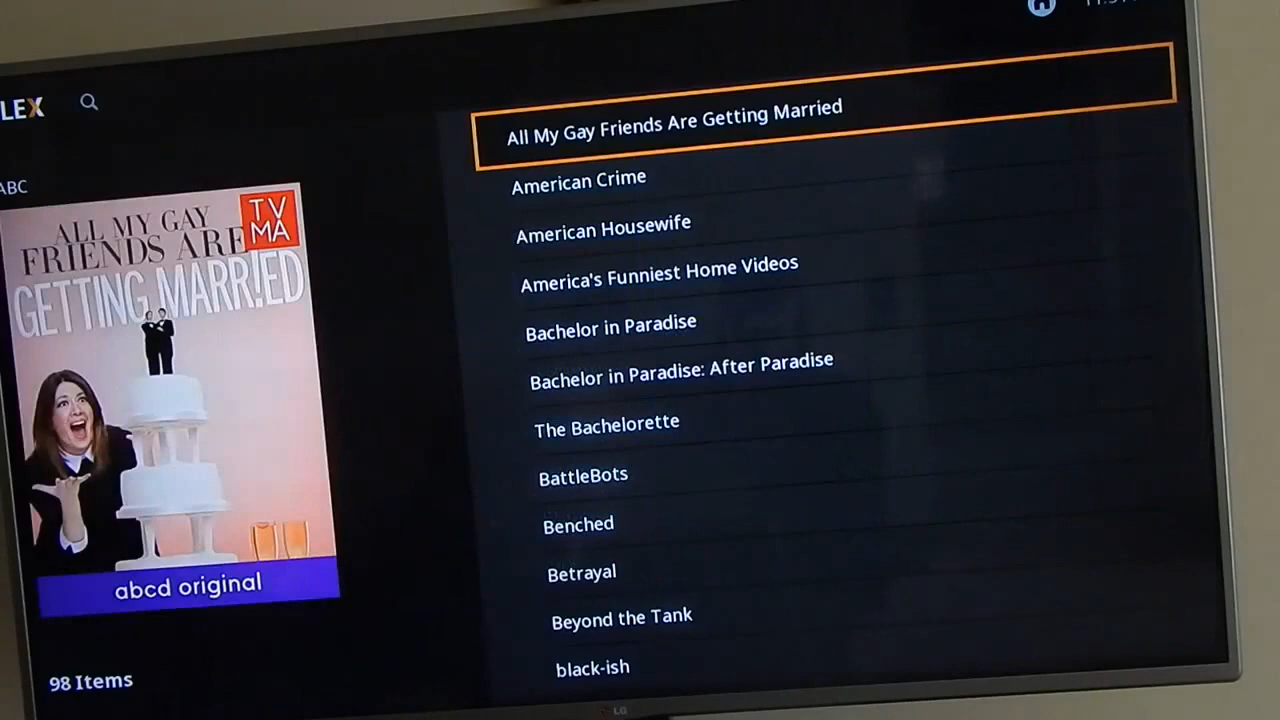 LEX
ABC
ALL MY GAY
FRIENDS ARE
GETTING MARR!ED
TV
MA
abcd original
98 Items
All My Gay Friends Are Getting Married
American Crime
American Housewife
America's Funniest Home Videos
Bachelor in Paradise
Bachelor in Paradise: After Paradise
The Bachelorette
BattleBots
Benched
Betrayal
Beyond the Tank
black-ish
LG